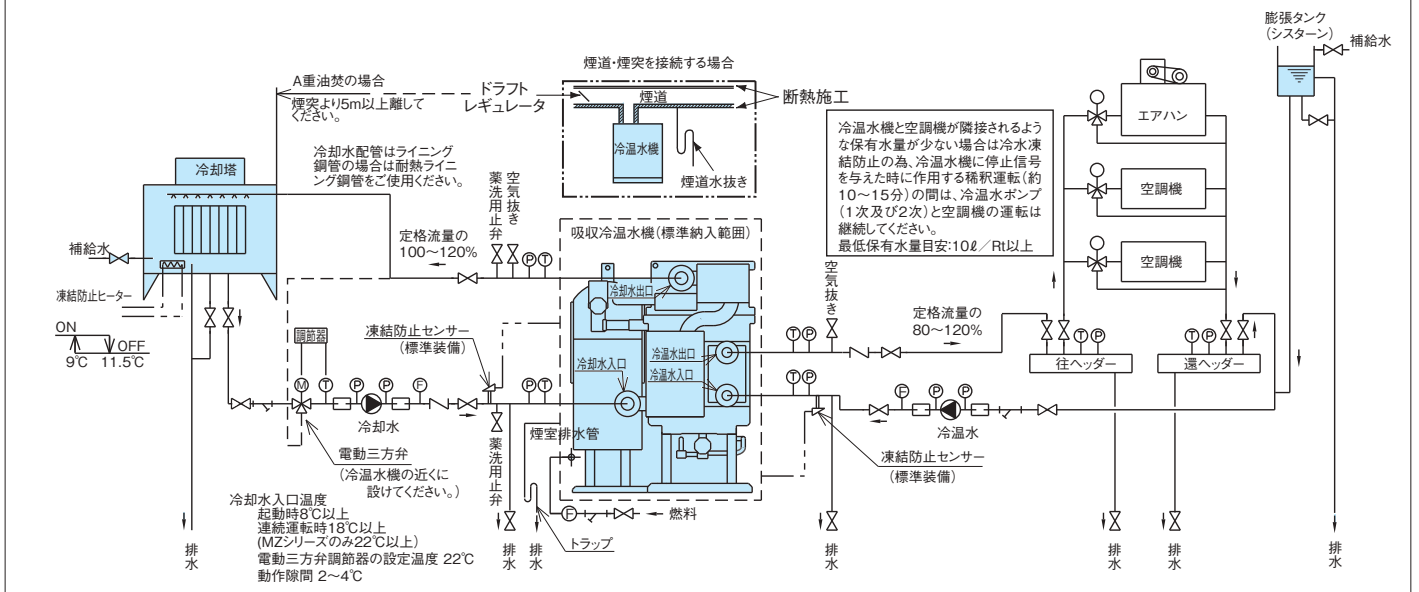 膨張タンク
(シスターン)
補給水
煙道・煙突を接続する場合
A重油焚の場合
煙突より5m以上離して
ください。
ドラフト
レギュレータ
煙道
断熱施工
冷温水機
煙道水抜き
エアハン
空調機
空調機
冷温水機と空調機が隣接されるよう
な保有水量が少ない場合は冷水凍
結防止の為、冷温水機に停止信号
を与えた時に作用する稀釈運転(約
10～15分)の間は、冷温水ポンプ
(1次及び2次)と空調機の運転は
継続してください。
最低保有水量目安:10ℓ／Rt以上
冷却塔
冷却水配管はライニング
鋼管の場合は耐熱ライニ
ング鋼管をご使用ください。
薬洗用止弁
空気抜き
吸収冷温水機(標準納入範囲)
定格流量の
100～120%
P
T
補給水
凍結防止ヒーター
ON
OFF
9℃ 11.5℃
冷却水出口
冷却水入口
冷温水出口
冷温水入口
空気抜き
T
P
定格流量の
80～120%
T
P
往ヘッダー
T
P
還ヘッダー
調節器
凍結防止センサー
(標準装備)
M
T
P
P
F
P
T
冷却水
T
P
F
P
P
冷温水
電動三方弁
(冷温水機の近くに
設けてください。)
薬洗用止弁
煙室排水管
凍結防止センサー
(標準装備)
冷却水入口温度
起動時8℃以上
連続運転時18℃以上
(MZシリーズのみ22℃以上)
電動三方弁調節器の設定温度 22℃
動作隙間 2～4℃
F
燃料
トラップ
排水
排水
排水
排水
排水
排水
排水